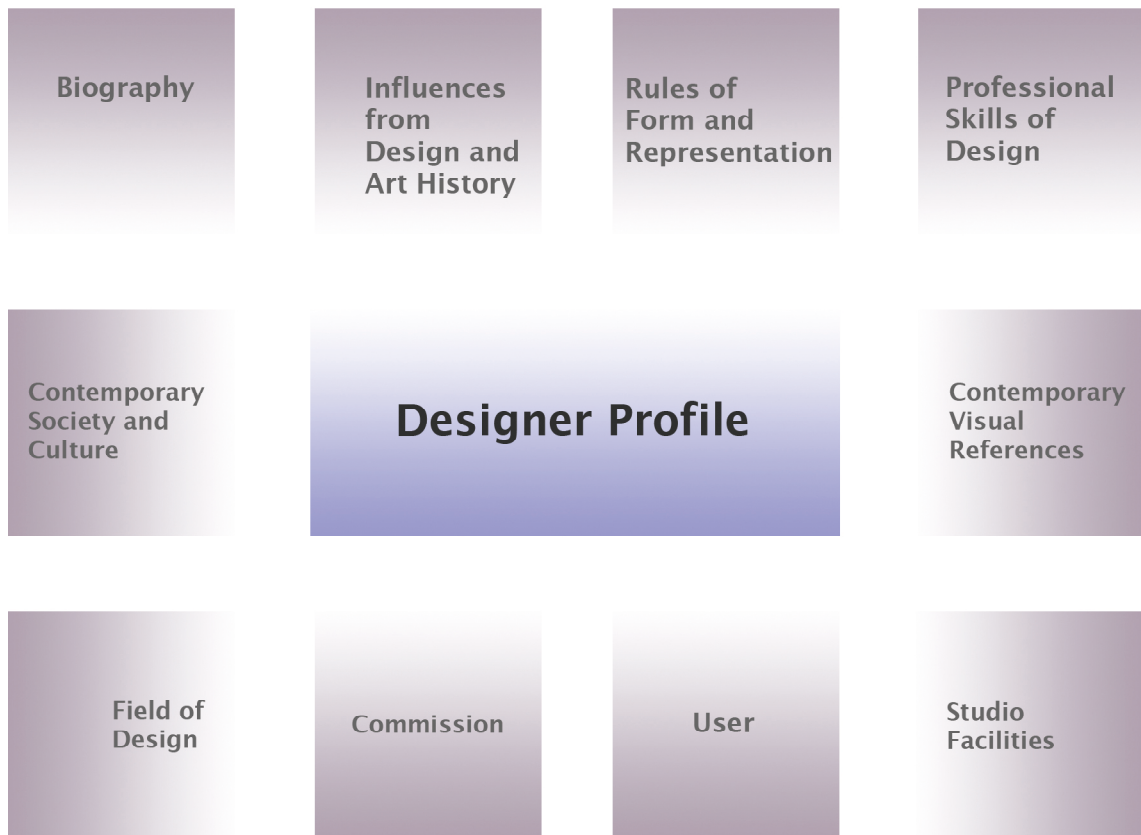 Biography
Influences
from
Design and
Art History
Rules of
Form and
Representation
Professional
Skills of
Design
Contemporary
Society and
Culture
Designer Profile
Contemporary
Visual
References
Field of
Design
Commission
User
Studio
Facilities